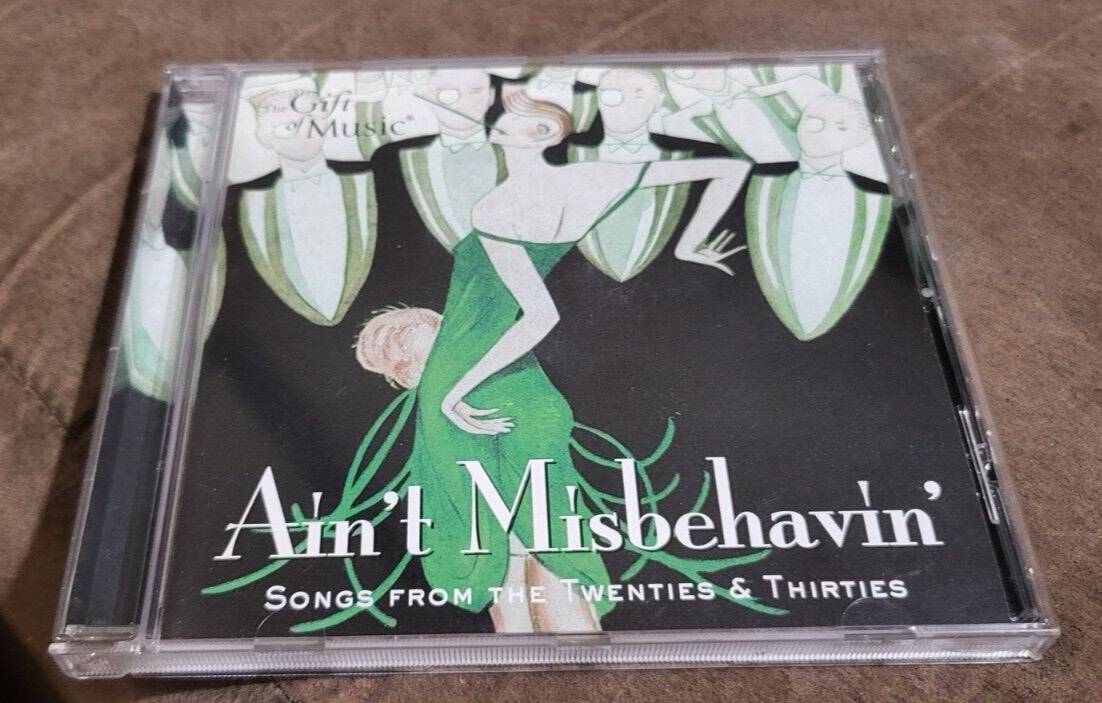 The Gift
of Music®
Ain't Misbehavin'
SONGS FROM THE TWENTIES & THIRTIES